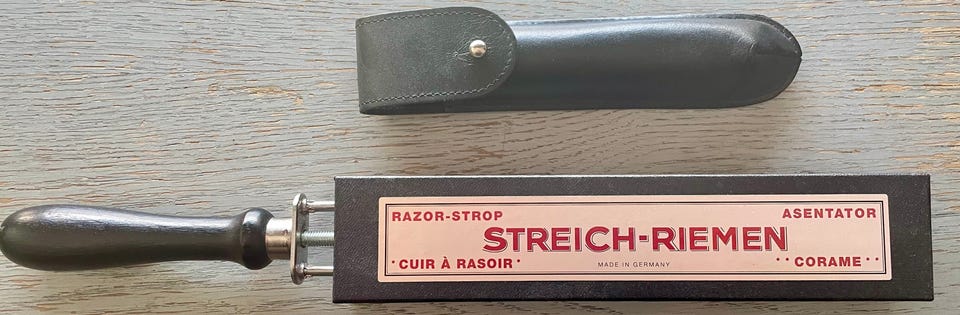 RAZOR-STROP ASENTATOR
STREICH-RIEMEN
·CUIR À RASOIR· MADE IN GERMANY ··CORAME··